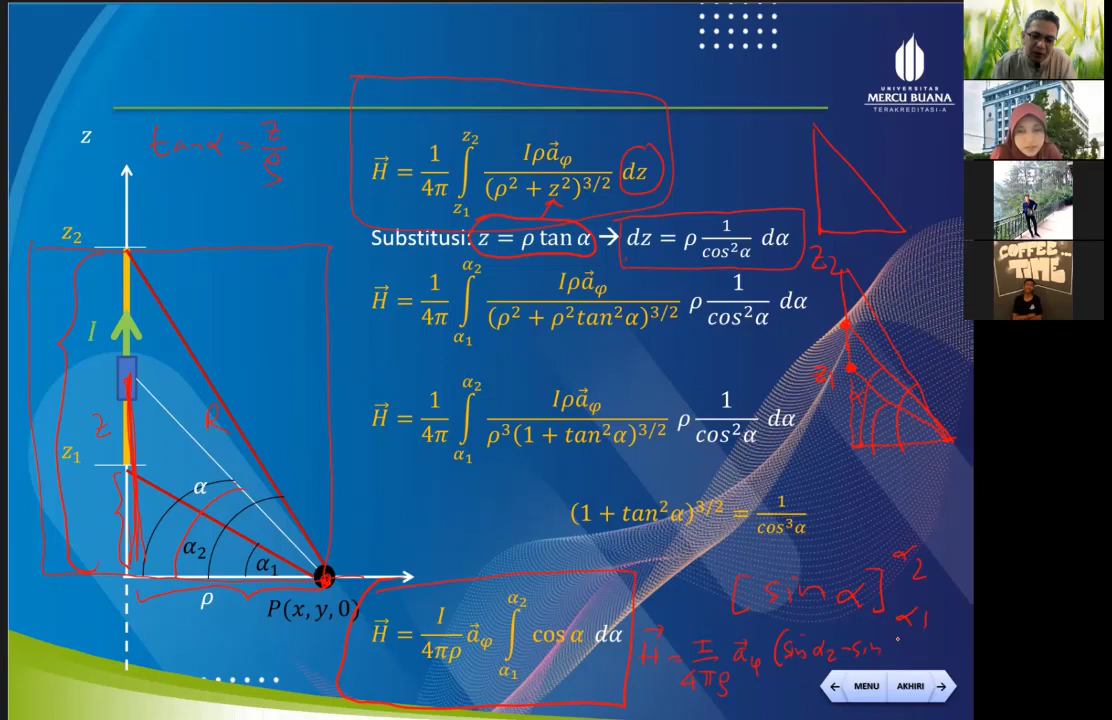 UNIVERSITAS
MERCU BUANA
TERAKREDITASI-A
z
tan α = z/ρ
H⃗ = 1/4π ∫_{z₁}^{z₂} Iρa⃗_φ/(ρ² + z²)^{3/2} dz
Substitusi: z = ρ tan α → dz = ρ 1/cos²α dα
H⃗ = 1/4π ∫_{α₁}^{α₂} Iρa⃗_φ/(ρ² + ρ²tan²α)^{3/2} ρ 1/cos²α dα
H⃗ = 1/4π ∫_{α₁}^{α₂} Iρa⃗_φ/ρ³(1 + tan²α)^{3/2} ρ 1/cos²α dα
(1 + tan²α)^{3/2} = 1/cos³α
H⃗ = I/4πρ a⃗_φ ∫_{α₁}^{α₂} cos α dα
[sin α]_{α1}^{α2}
H⃗ = I/4πρ a⃗_φ (sin α₂ - sin
z₂
I
R
z
z₁
α
α₂
α₁
ρ
P(x, y, 0)
z₂
z₁
α
COFFEE...
TIME
MENU
AKHIRI